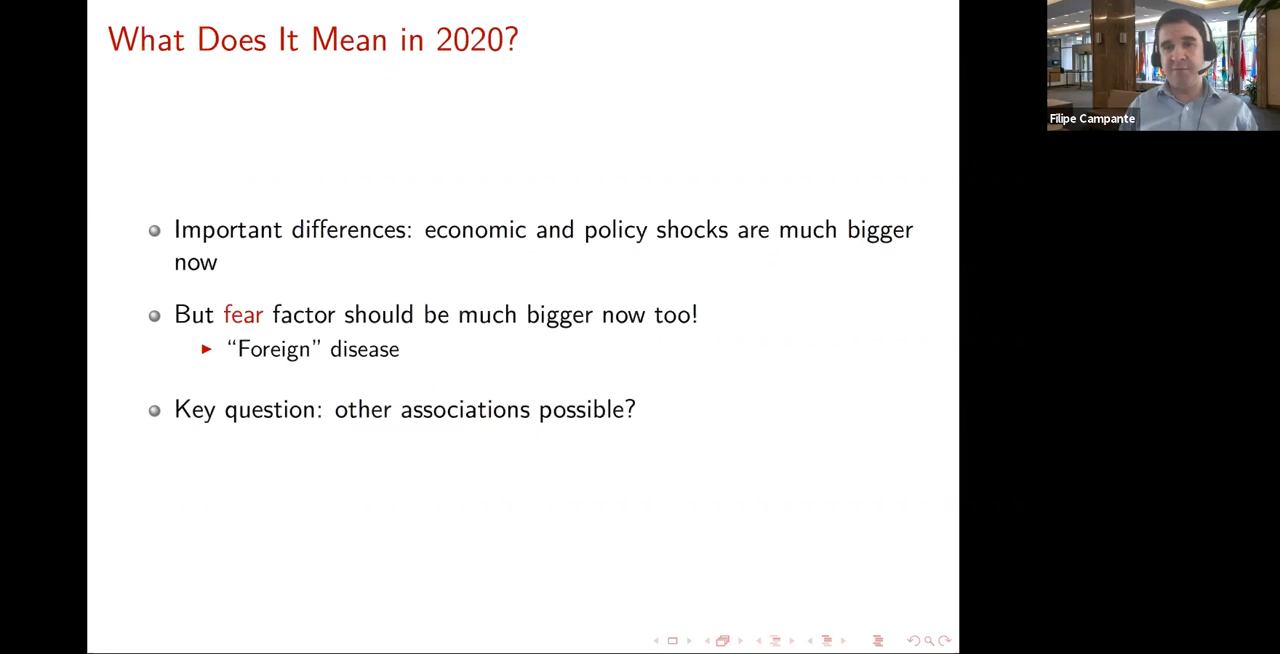 What Does It Mean in 2020?
Important differences: economic and policy shocks are much bigger
now
But fear factor should be much bigger now too!
“Foreign” disease
Key question: other associations possible?
Filipe Campante